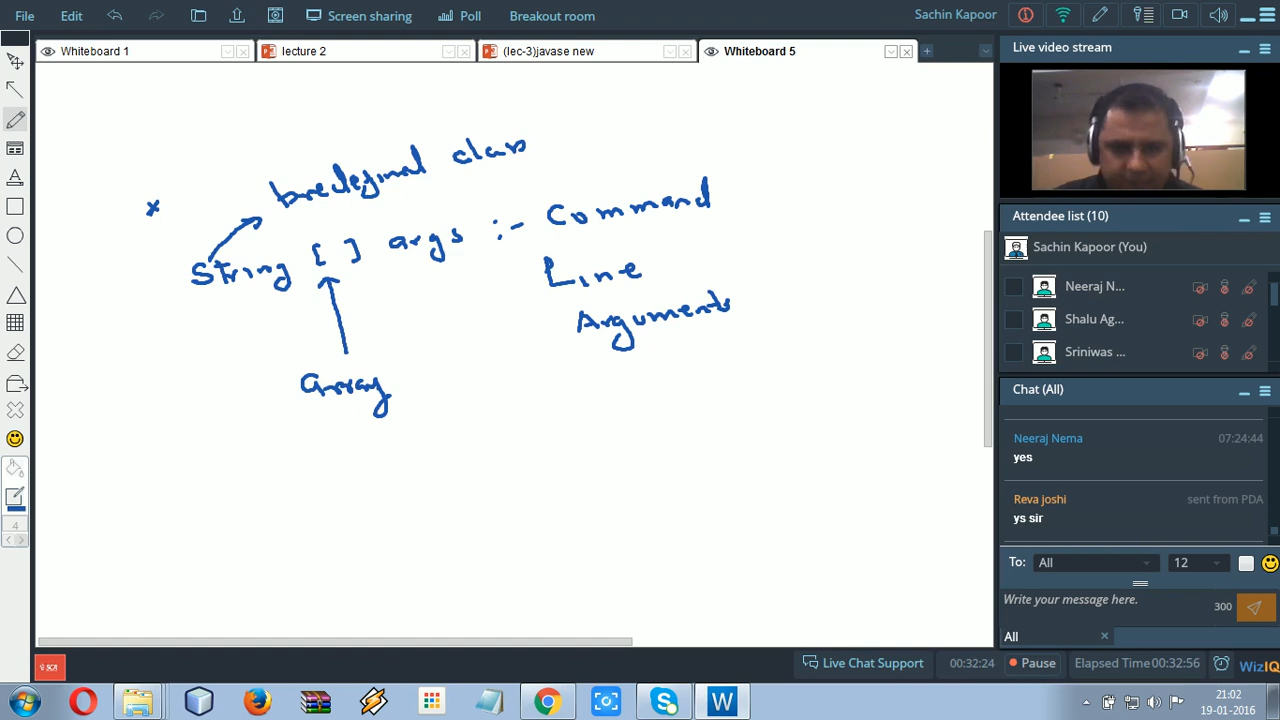 File Edit Screen sharing Poll Breakout room Sachin Kapoor
Whiteboard 1 lecture 2 (lec-3)javase new Whiteboard 5
Live video stream
predefined class
* String [ ] args :- Command
Line
Arguments
array
Attendee list (10)
Sachin Kapoor (You)
Neeraj N...
Shalu Ag...
Sriniwas ...
Chat (All)
Neeraj Nema 07:24:44
yes
Reva joshi sent from PDA
ys sir
To: All 12
Write your message here. 300
All
4
SCR
Live Chat Support 00:32:24 Pause Elapsed Time 00:32:56 WizIQ
21:02
19-01-2016